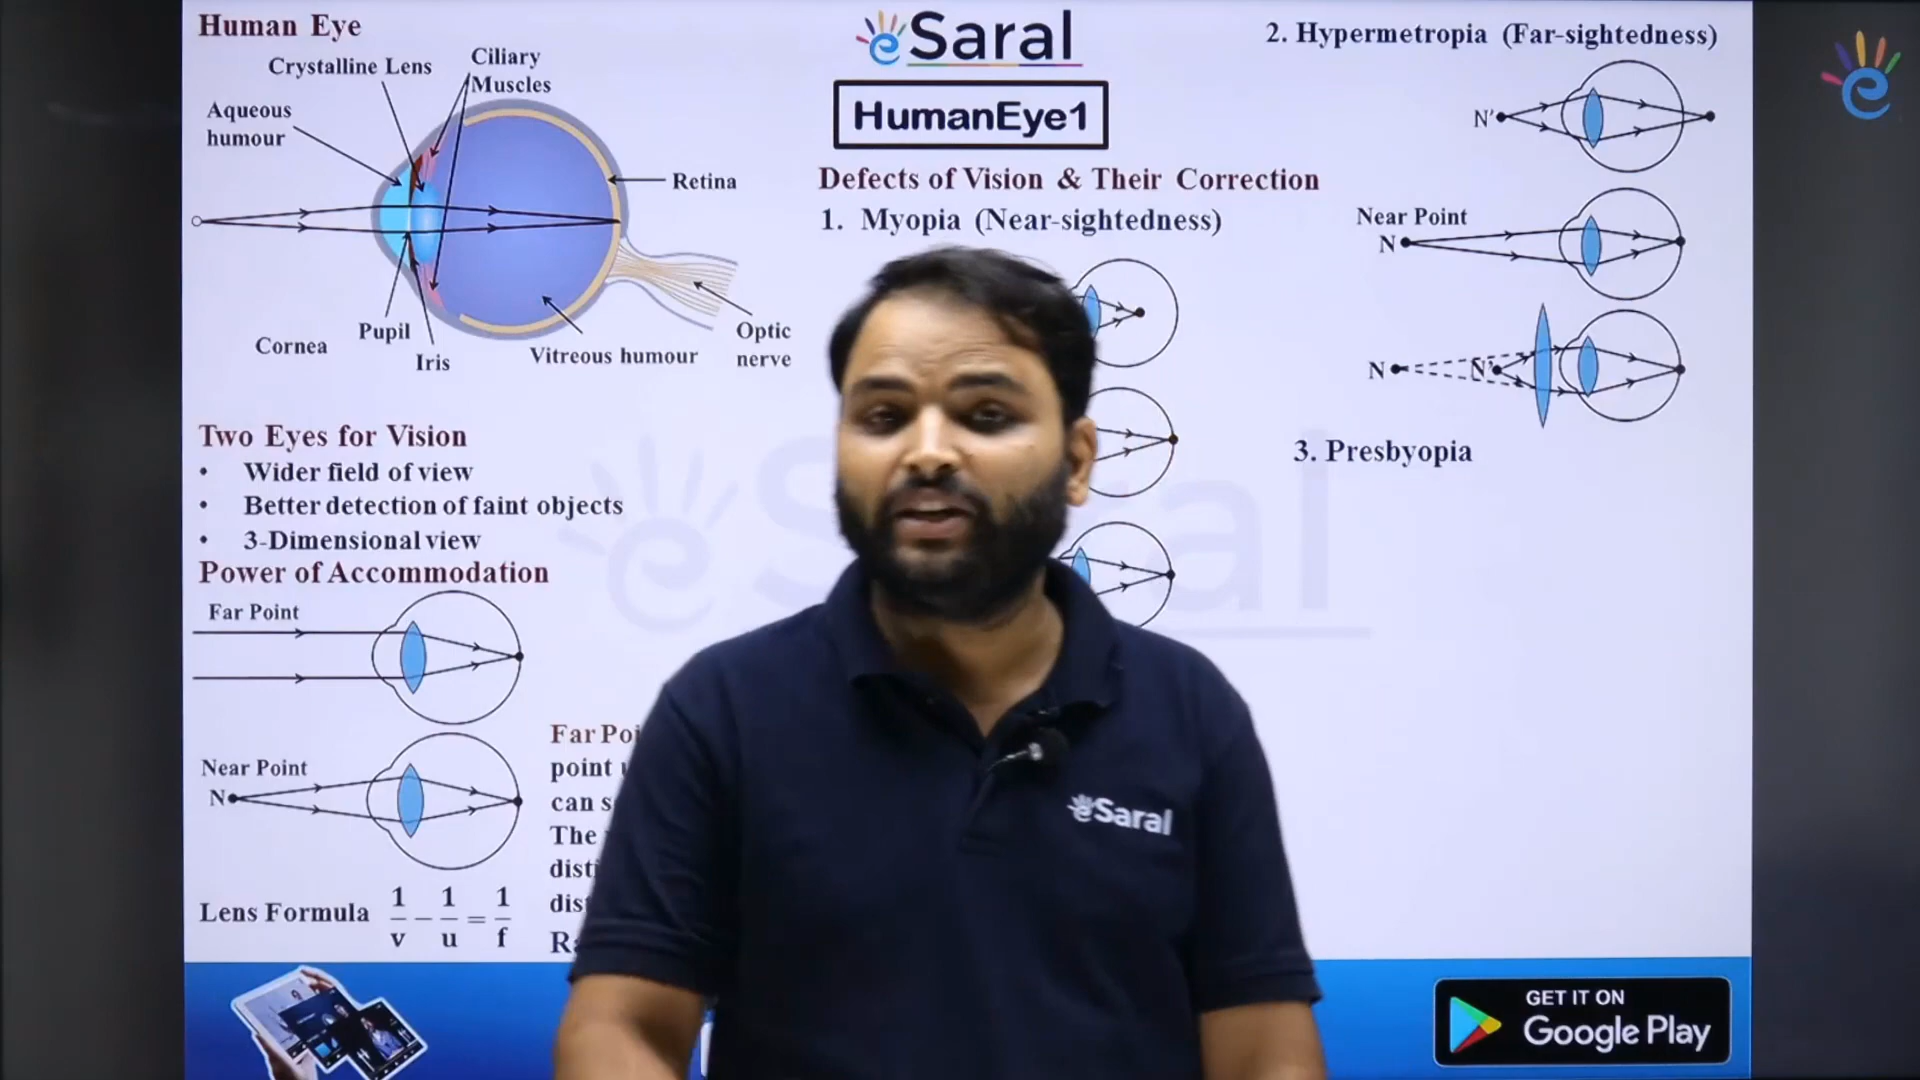 Human Eye
Crystalline Lens
Ciliary
Muscles
Aqueous
humour
Retina
Cornea
Pupil
Iris
Vitreous humour
Optic
nerve
Two Eyes for Vision
• Wider field of view
• Better detection of faint objects
• 3-Dimensional view
Power of Accommodation
Far Point
Near Point
N
Lens Formula 1/v − 1/u = 1/f
Far Poi
point
can s
The
dist
dis
eSaral
HumanEye1
Defects of Vision & Their Correction
1. Myopia (Near-sightedness)
2. Hypermetropia (Far-sightedness)
N'
Near Point
N
N
N'
3. Presbyopia
eSaral
eSaral
GET IT ON
Google Play